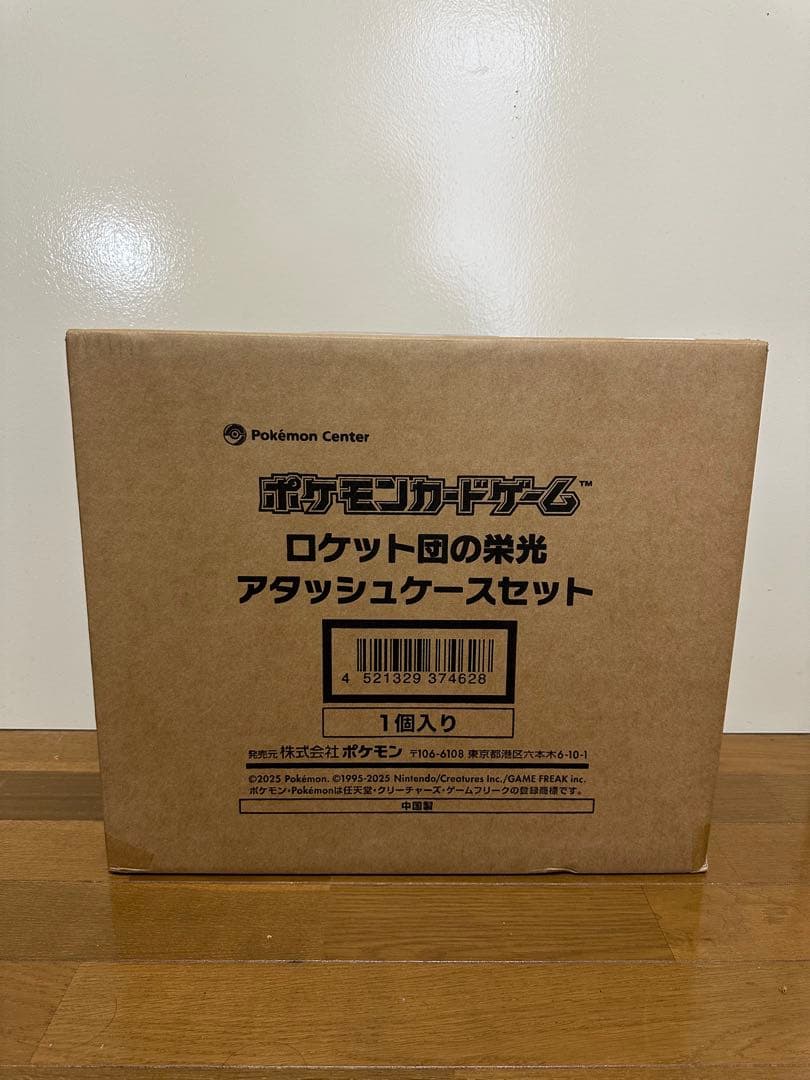 Pokémon Center
ポケモンカードゲーム™
ロケット団の栄光
アタッシュケースセット
4 521329 374628
1個入り
発売元 株式会社 ポケモン 〒106-6108 東京都港区六本木6-10-1
©2025 Pokémon. ©1995-2025 Nintendo/Creatures Inc./GAME FREAK inc.
ポケモン・Pokémonは任天堂・クリーチャーズ・ゲームフリークの登録商標です。
中国製